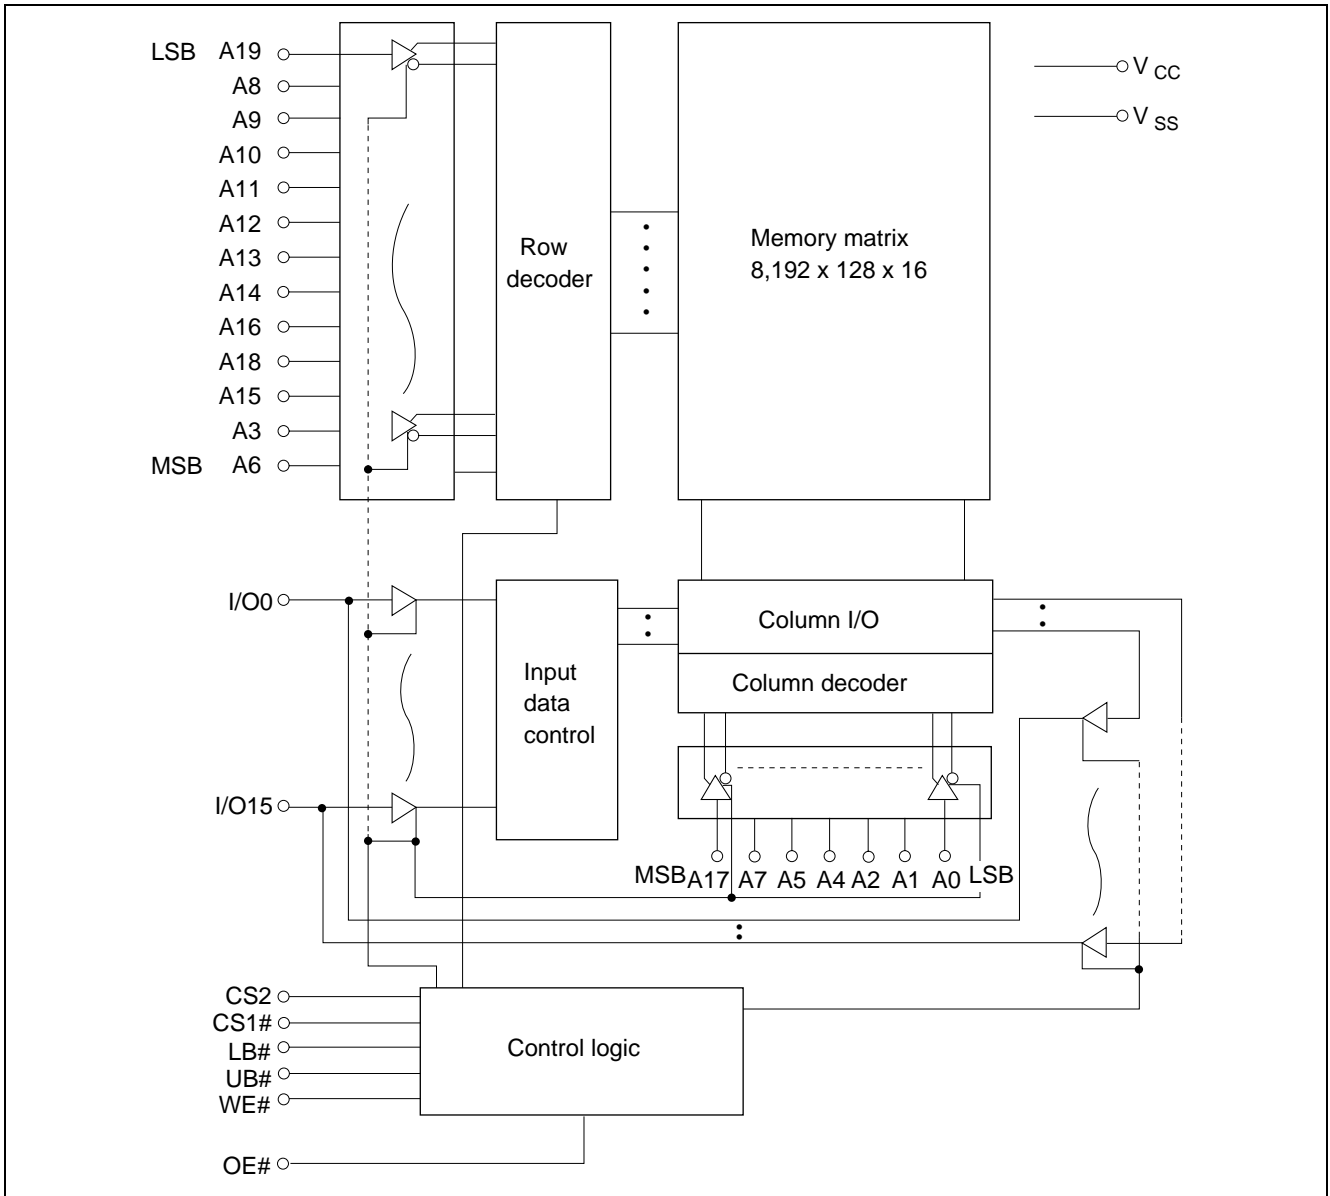 LSB A19
A8
A9
A10
A11
A12
A13
A14
A16
A18
A15
A3
MSB A6
Row
decoder
Memory matrix
8,192 x 128 x 16
V CC
V SS
I/O0
I/O15
Input
data
control
Column I/O
Column decoder
MSB A17 A7 A5 A4 A2 A1 A0 LSB
CS2
CS1#
LB#
UB#
WE#
OE#
Control logic